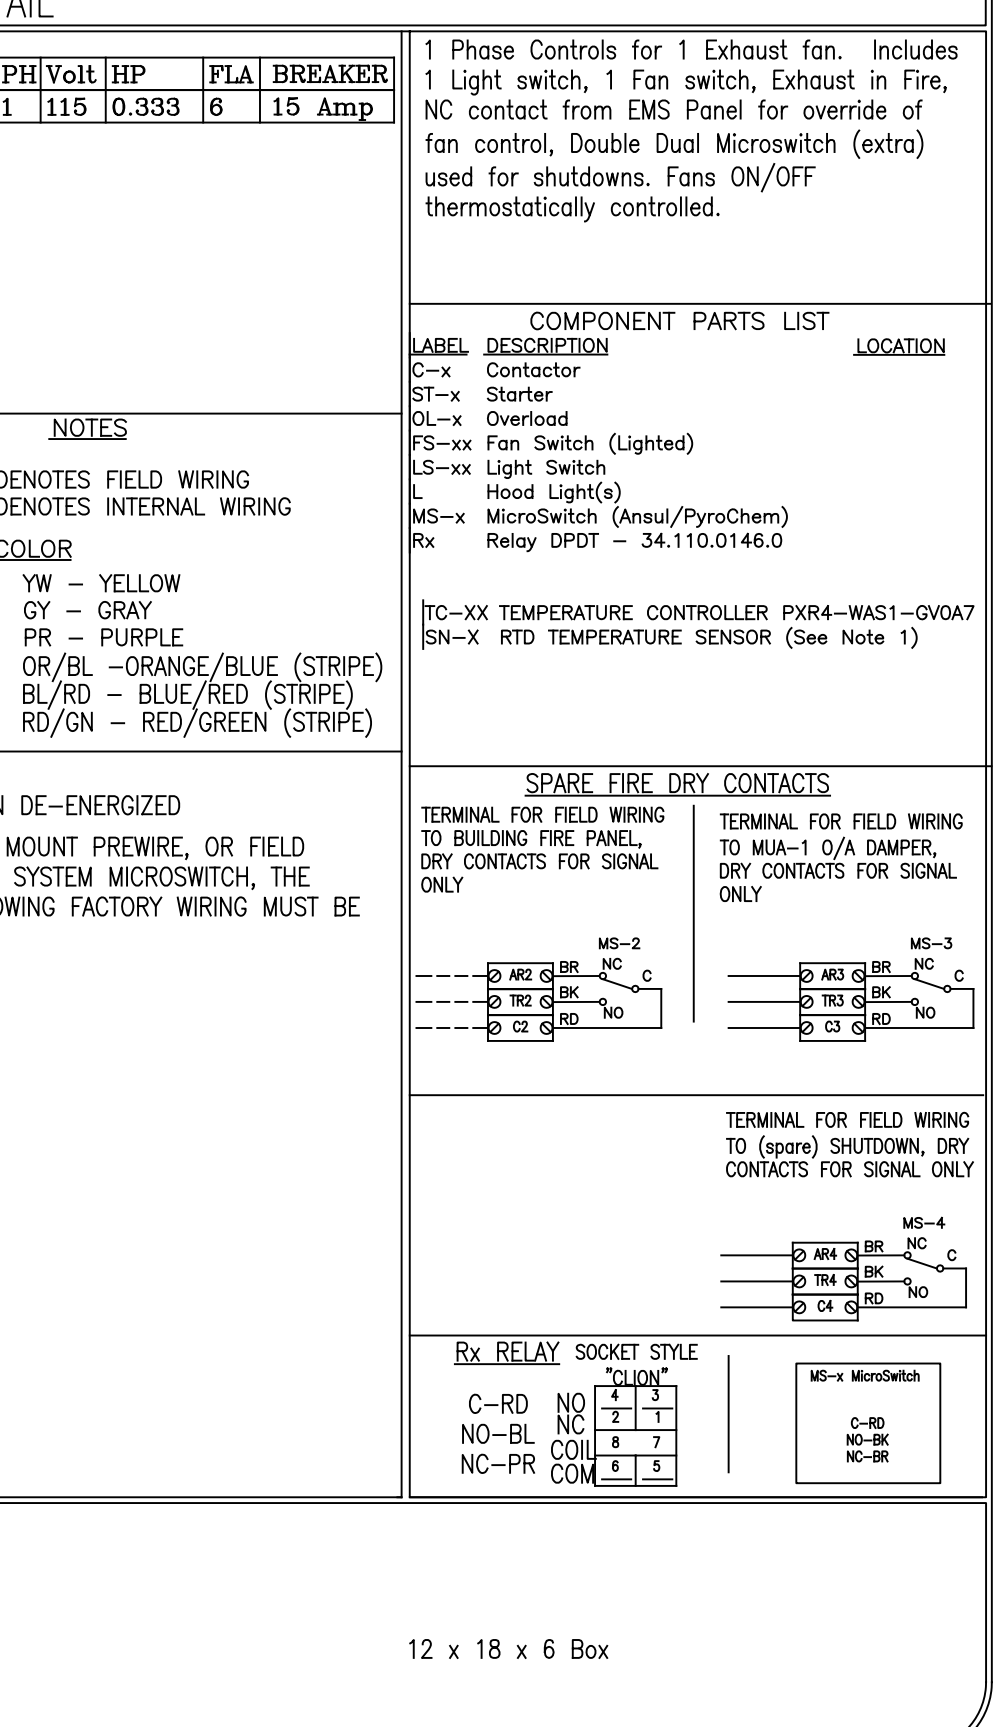 AIL
PH Volt HP FLA BREAKER
1 115 0.333 6 15 Amp
1 Phase Controls for 1 Exhaust fan. Includes
1 Light switch, 1 Fan switch, Exhaust in Fire,
NC contact from EMS Panel for override of
fan control, Double Dual Microswitch (extra)
used for shutdowns. Fans ON/OFF
thermostatically controlled.
NOTES
DENOTES FIELD WIRING
DENOTES INTERNAL WIRING
COLOR
YW – YELLOW
GY – GRAY
PR – PURPLE
OR/BL –ORANGE/BLUE (STRIPE)
BL/RD – BLUE/RED (STRIPE)
RD/GN – RED/GREEN (STRIPE)
N DE–ENERGIZED
MOUNT PREWIRE, OR FIELD
SYSTEM MICROSWITCH, THE
OWING FACTORY WIRING MUST BE
COMPONENT PARTS LIST
LABEL DESCRIPTION LOCATION
C–x Contactor
ST–x Starter
OL–x Overload
FS–xx Fan Switch (Lighted)
LS–xx Light Switch
L Hood Light(s)
MS–x MicroSwitch (Ansul/PyroChem)
Rx Relay DPDT – 34.110.0146.0
TC–XX TEMPERATURE CONTROLLER PXR4–WAS1–GV0A7
SN–X RTD TEMPERATURE SENSOR (See Note 1)
SPARE FIRE DRY CONTACTS
TERMINAL FOR FIELD WIRING
TO BUILDING FIRE PANEL,
DRY CONTACTS FOR SIGNAL
ONLY
MS–2
AR2 BR NC C
TR2 BK NO
C2 RD
TERMINAL FOR FIELD WIRING
TO MUA–1 O/A DAMPER,
DRY CONTACTS FOR SIGNAL
ONLY
MS–3
AR3 BR NC C
TR3 BK NO
C3 RD
TERMINAL FOR FIELD WIRING
TO (spare) SHUTDOWN, DRY
CONTACTS FOR SIGNAL ONLY
MS–4
AR4 BR NC C
TR4 BK NO
C4 RD
Rx RELAY SOCKET STYLE
"CLION"
C–RD NO 4 3
NO–BL NC 2 1
NC–PR COIL 8 7
COM 6 5
MS–x MicroSwitch
C–RD
NO–BK
NC–BR
12 x 18 x 6 Box